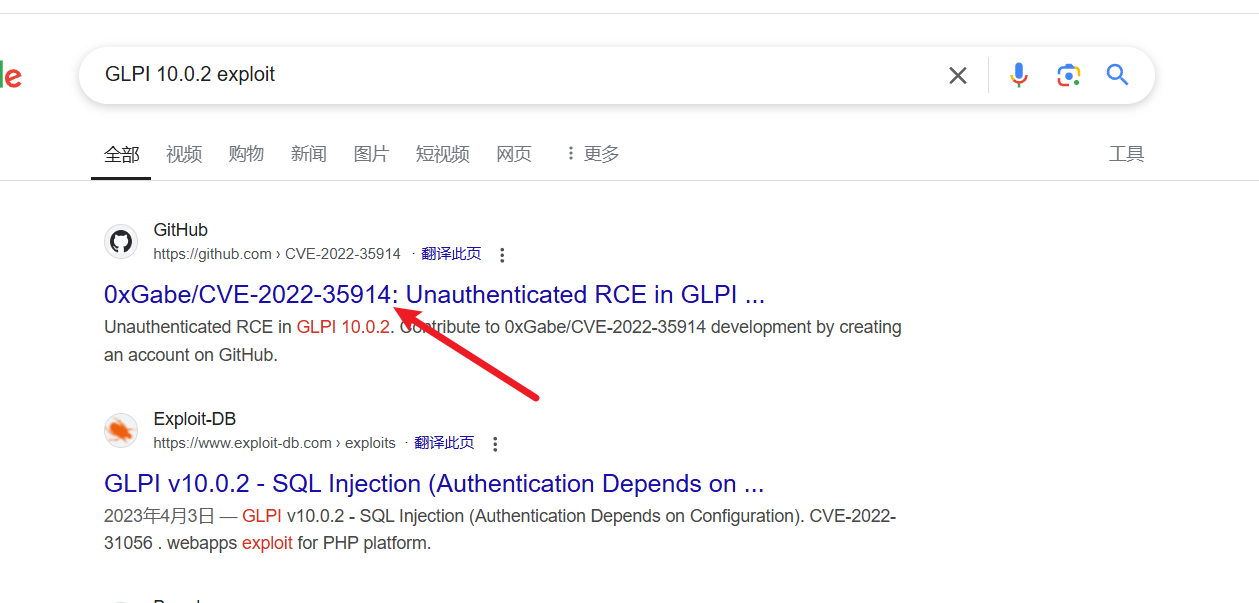 le
GLPI 10.0.2 exploit
全部 视频 购物 新闻 图片 短视频 网页 更多 工具
GitHub
https://github.com › CVE-2022-35914 · 翻译此页
0xGabe/CVE-2022-35914: Unauthenticated RCE in GLPI ...
Unauthenticated RCE in GLPI 10.0.2. Contribute to 0xGabe/CVE-2022-35914 development by creating
an account on GitHub.
Exploit-DB
https://www.exploit-db.com › exploits · 翻译此页
GLPI v10.0.2 - SQL Injection (Authentication Depends on ...
2023年4月3日 — GLPI v10.0.2 - SQL Injection (Authentication Depends on Configuration). CVE-2022-
31056 . webapps exploit for PHP platform.